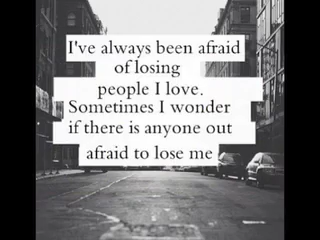 I've always been afraid
of losing
people I love.
Sometimes I wonder
if there is anyone out
afraid to lose me